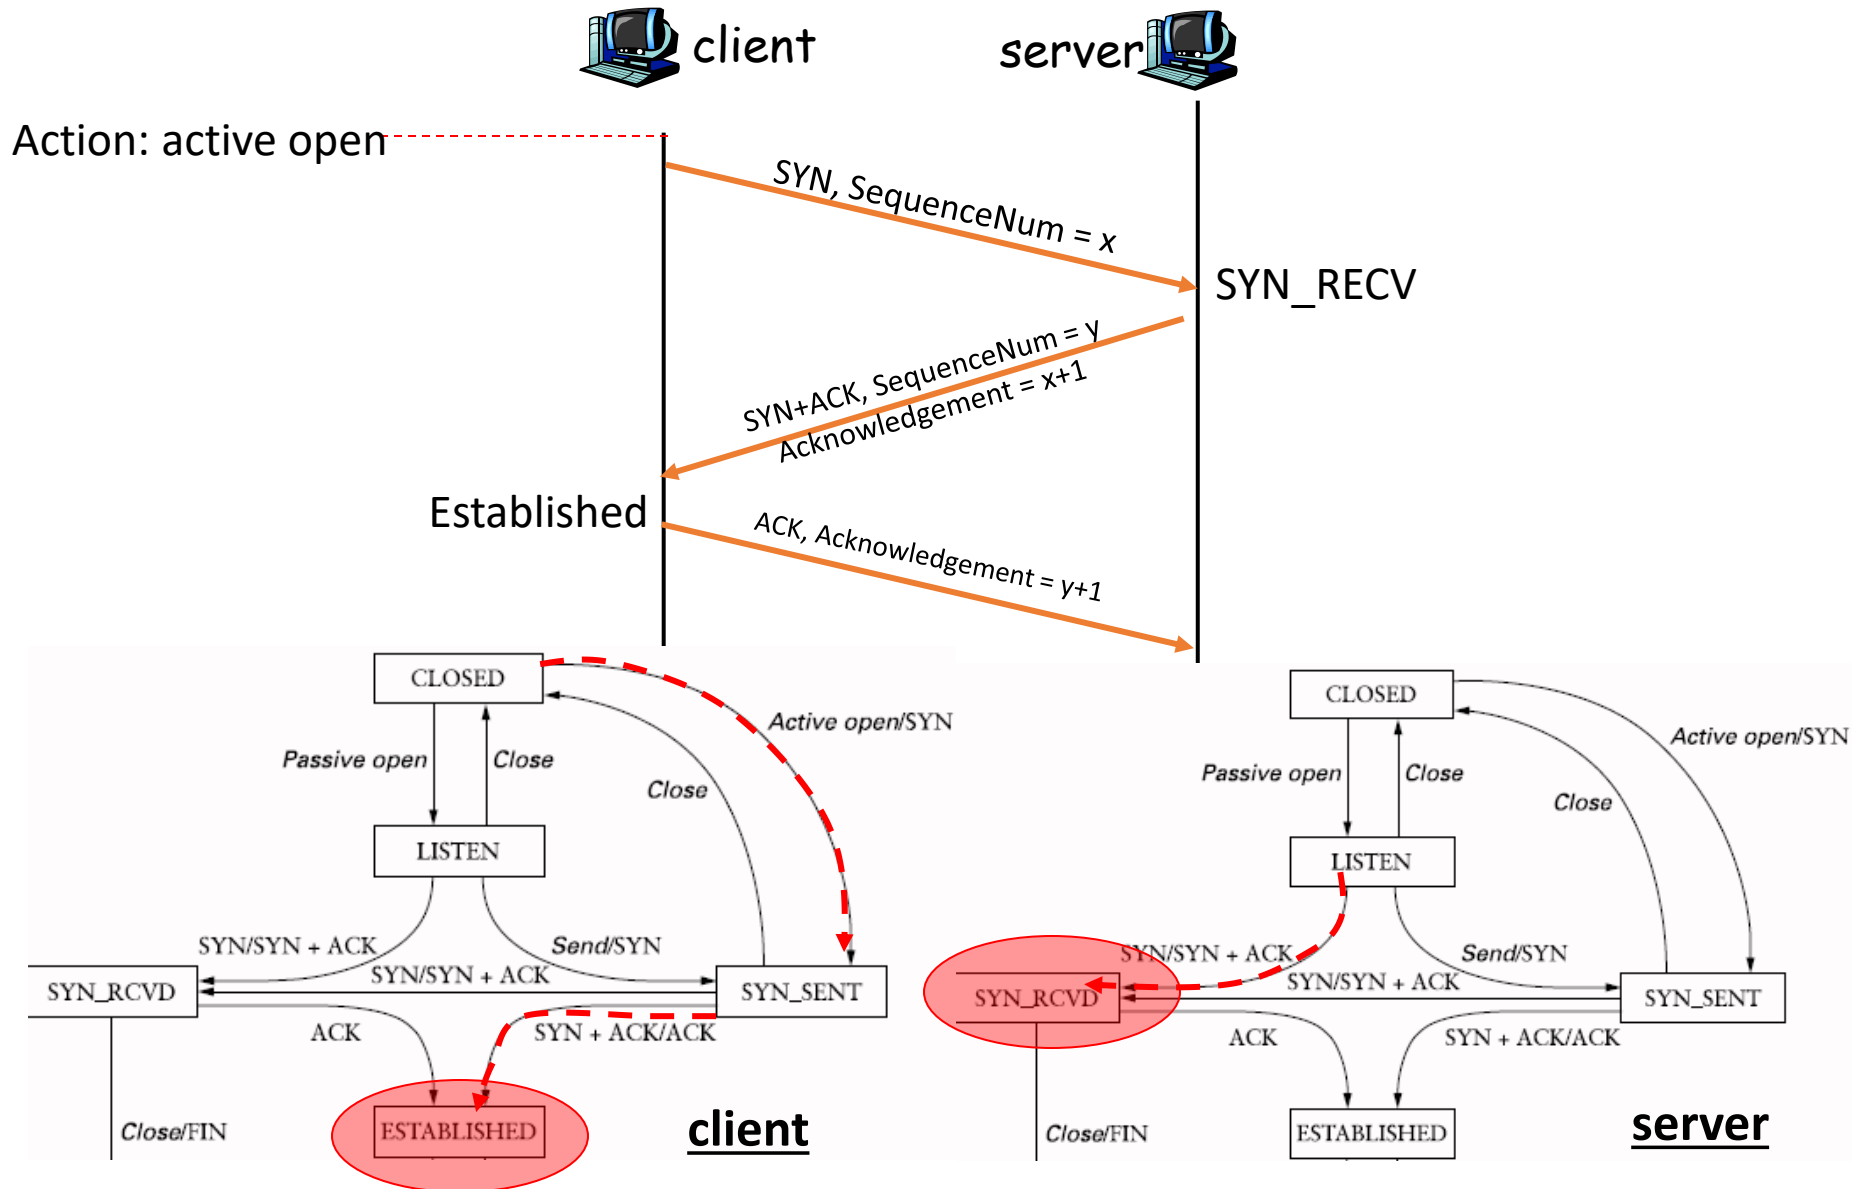 client
server
Action: active open
SYN, SequenceNum = x
SYN_RECV
SYN+ACK, SequenceNum = y
Acknowledgement = x+1
Established
ACK, Acknowledgement = y+1
CLOSED
Active open/SYN
Passive open
Close
Close
LISTEN
SYN/SYN + ACK
Send/SYN
SYN/SYN + ACK
SYN_RCVD
SYN_SENT
ACK
SYN + ACK/ACK
Close/FIN
ESTABLISHED
client
CLOSED
Active open/SYN
Passive open
Close
Close
LISTEN
SYN/SYN + ACK
Send/SYN
SYN/SYN + ACK
SYN_RCVD
SYN_SENT
ACK
SYN + ACK/ACK
Close/FIN
ESTABLISHED
server